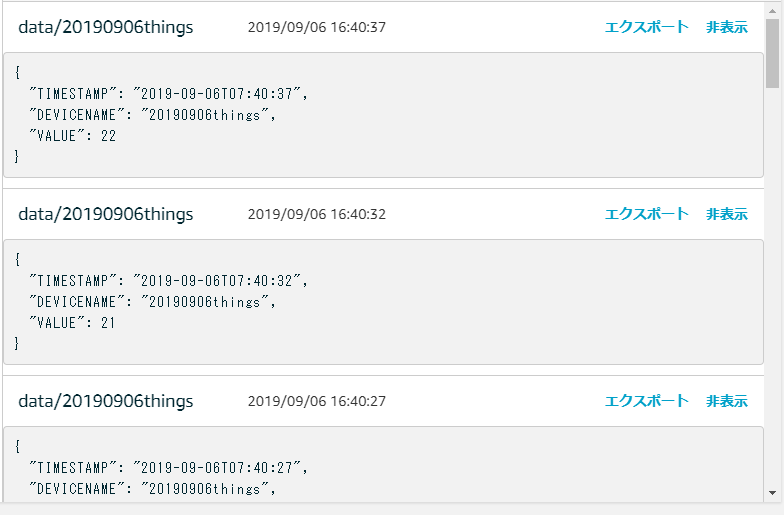 data/20190906things 2019/09/06 16:40:37 エクスポート 非表示
{
"TIMESTAMP": "2019-09-06T07:40:37",
"DEVICENAME": "20190906things",
"VALUE": 22
}
data/20190906things 2019/09/06 16:40:32 エクスポート 非表示
{
"TIMESTAMP": "2019-09-06T07:40:32",
"DEVICENAME": "20190906things",
"VALUE": 21
}
data/20190906things 2019/09/06 16:40:27 エクスポート 非表示
{
"TIMESTAMP": "2019-09-06T07:40:27",
"DEVICENAME": "20190906things",